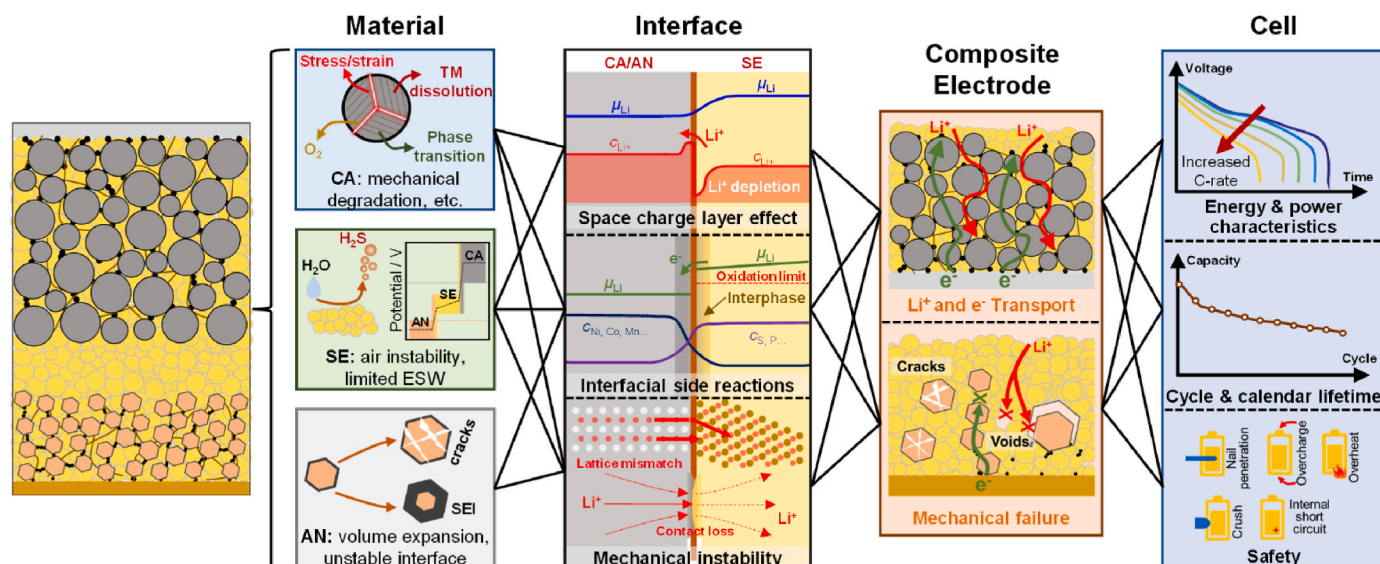 Material
Stress/strain
TM
dissolution
O₂
Phase
transition
CA: mechanical
degradation, etc.
H₂S
H₂O
Potential / V
CA
SE
AN
SE: air instability,
limited ESW
cracks
SEI
AN: volume expansion,
unstable interface
Interface
CA/AN
SE
μLi
μLi
Li⁺
cLi+
cLi+
Li⁺ depletion
Space charge layer effect
e⁻
μLi
Oxidation limit
μLi
Interphase
cNi, Co, Mn...
cS, P...
Interfacial side reactions
Lattice mismatch
Li⁺
Li⁺
Contact loss
Mechanical instability
Composite
Electrode
Li⁺
Li⁺
e⁻
e⁻
Li⁺ and e⁻ Transport
Li⁺
Cracks
Voids
e⁻
Mechanical failure
Cell
Voltage
Increased
C-rate
Time
Energy & power
characteristics
Capacity
Cycle
Cycle & calendar lifetime
Nail
penetration
Overcharge
Overheat
Crush
Internal
short
circuit
Safety